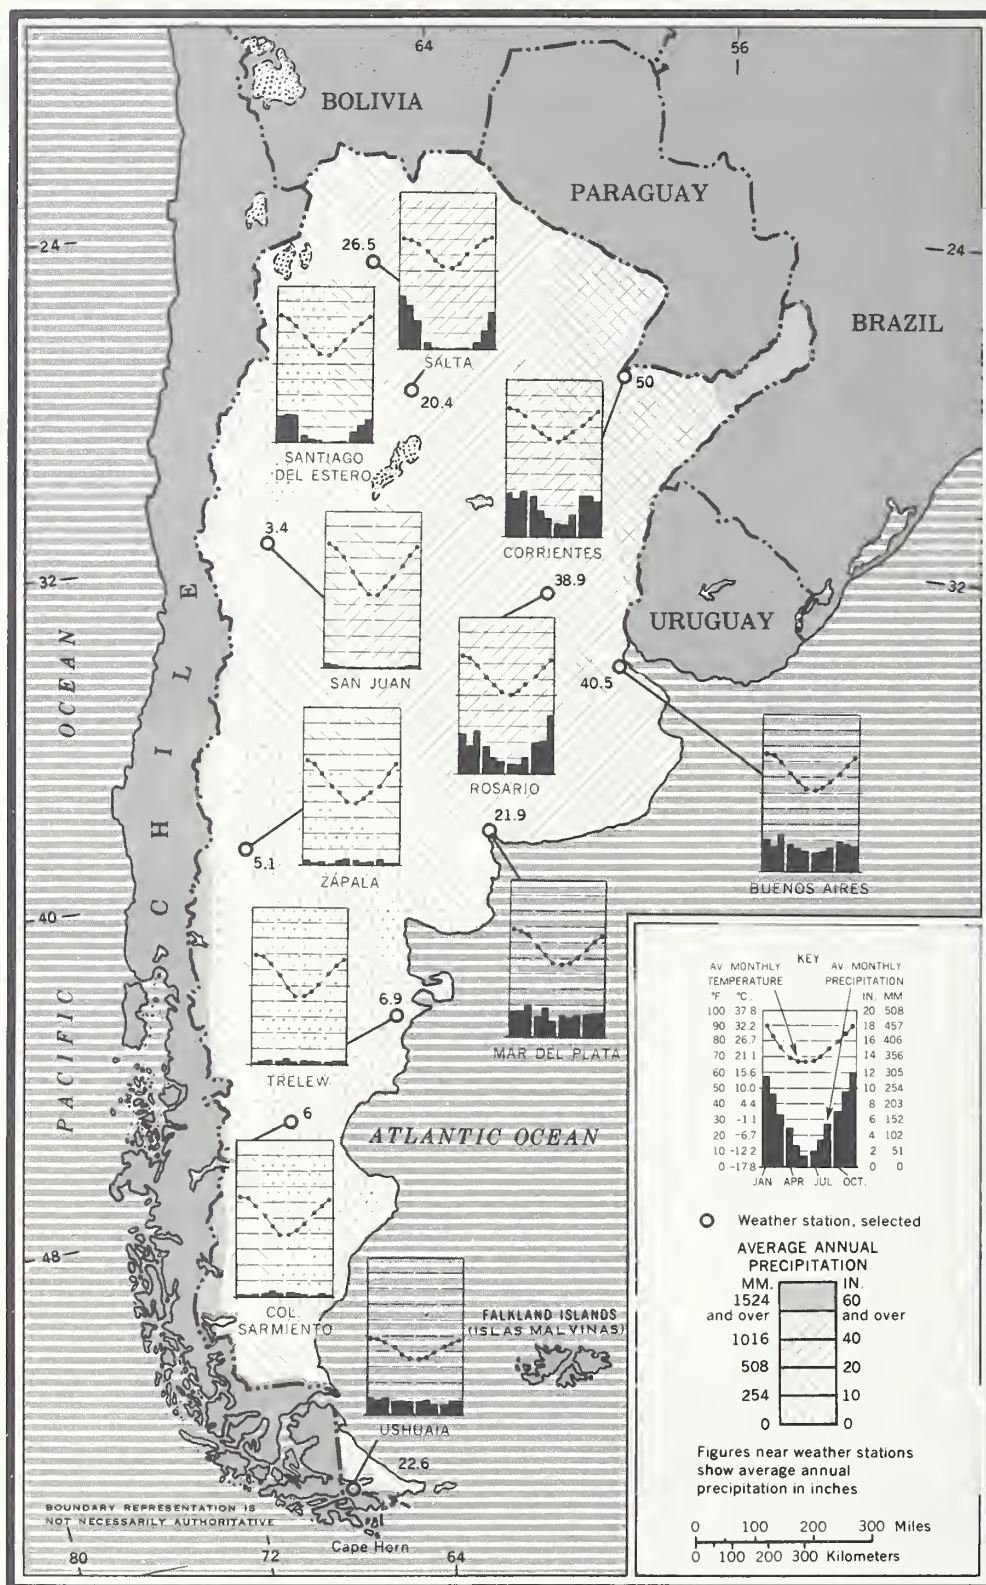 64
56
BOLIVIA
PARAGUAY
24
26.5
24
BRAZIL
SALTA
20.4
50
SANTIAGO
DEL ESTERO
CORRIENTES
3.4
38.9
32
32
URUGUAY
SAN JUAN
40.5
PACIFIC OCEAN
CHILE
ROSARIO
21.9
5.1
ZAPALA
BUENOS AIRES
40
6.9
MAR DEL PLATA
TRELEW
6
ATLANTIC OCEAN
48
COL.
SARMIENTO
FALKLAND ISLANDS
(ISLAS MALVINAS)
USHUAIA
22.6
BOUNDARY REPRESENTATION IS
NOT NECESSARILY AUTHORITATIVE
Cape Horn
80
72
64
KEY
AV MONTHLY
TEMPERATURE
AV MONTHLY
PRECIPITATION
°F °C. IN. MM
100 37.8 20 508
90 32.2 18 457
80 26.7 16 406
70 21.1 14 356
60 15.6 12 305
50 10.0 10 254
40 4.4 8 203
30 -1.1 6 152
20 -6.7 4 102
10 -12.2 2 51
0 -17.8 0 0
JAN APR JUL OCT.
Weather station, selected
AVERAGE ANNUAL
PRECIPITATION
MM. IN.
1524 60
and over and over
1016 40
508 20
254 10
0 0
Figures near weather stations
show average annual
precipitation in inches
0 100 200 300 Miles
0 100 200 300 Kilometers